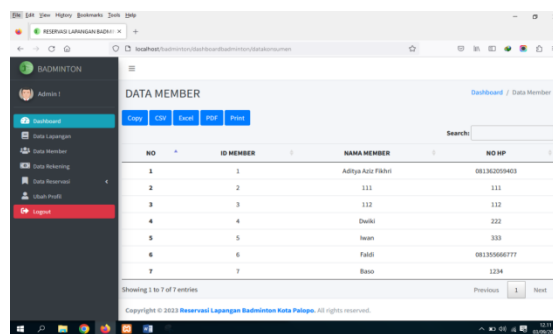 File Edit View History Bookmarks Tools Help
RESERVASI LAPANGAN BADMIN
localhost/badminton/dashboardbadminton/datakonsumen
BADMINTON
Admin !
Dashboard
Data Lapangan
Data Member
Data Rekening
Data Reservasi
Ubah Profil
Logout
DATA MEMBER
Dashboard / Data Member
Copy CSV Excel PDF Print
Search:
NO ID MEMBER NAMA MEMBER NO HP
1 1 Aditya Aziz Fikhri 081362059403
2 2 111 111
3 3 112 112
4 4 Dwiki 222
5 5 Iwan 333
6 6 Faldi 081355666777
7 7 Baso 1234
Showing 1 to 7 of 7 entries
Previous 1 Next
Copyright © 2023 Reservasi Lapangan Badminton Kota Palopo. All rights reserved.
12.11